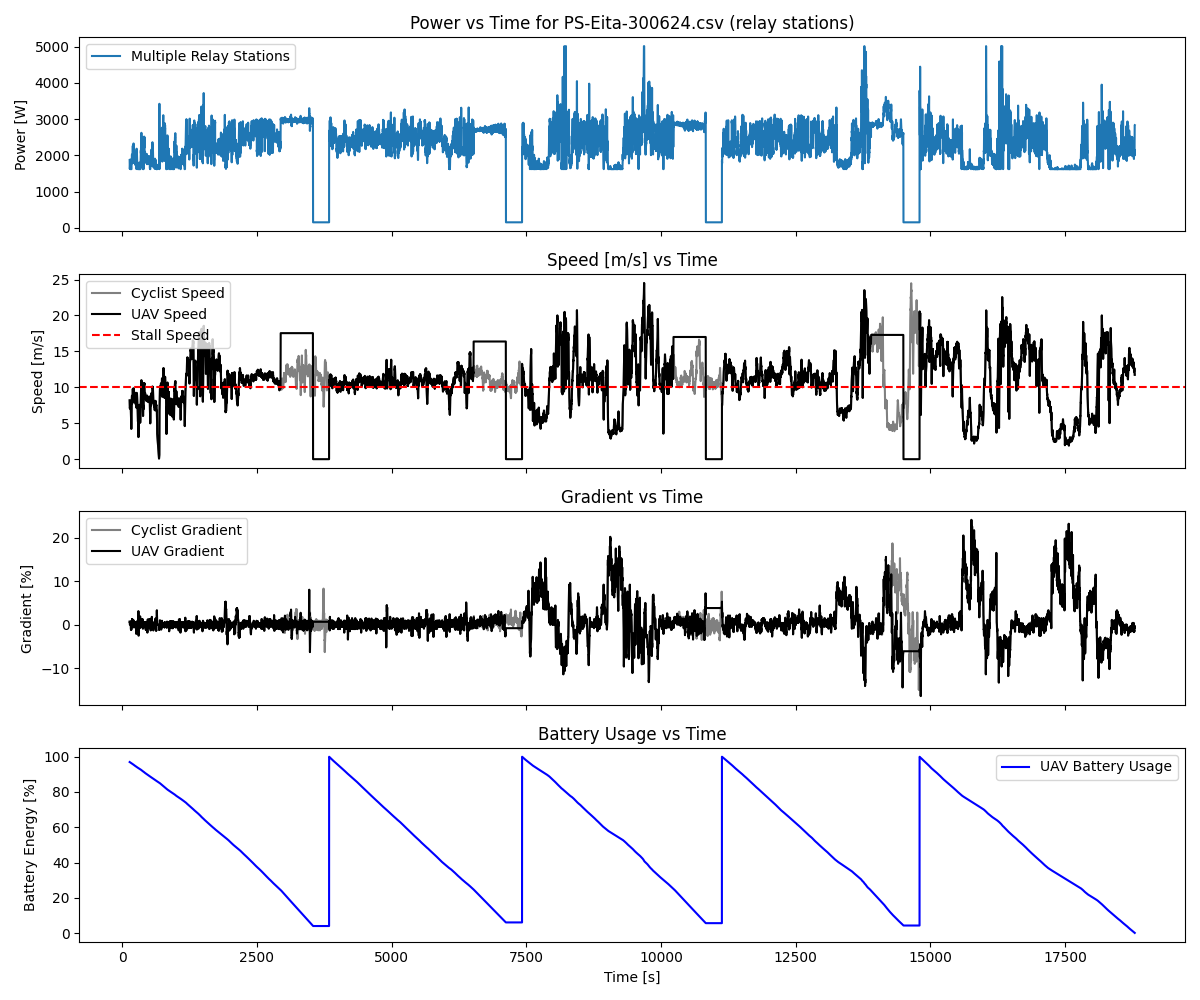 Power vs Time for PS-Eita-300624.csv (relay stations)
Multiple Relay Stations
Power [W]
5000
4000
3000
2000
1000
0
Speed [m/s] vs Time
Cyclist Speed
UAV Speed
Stall Speed
Speed [m/s]
25
20
15
10
5
0
Gradient vs Time
Cyclist Gradient
UAV Gradient
Gradient [%]
20
10
0
−10
Battery Usage vs Time
UAV Battery Usage
Battery Energy [%]
100
80
60
40
20
0
0 2500 5000 7500 10000 12500 15000 17500
Time [s]